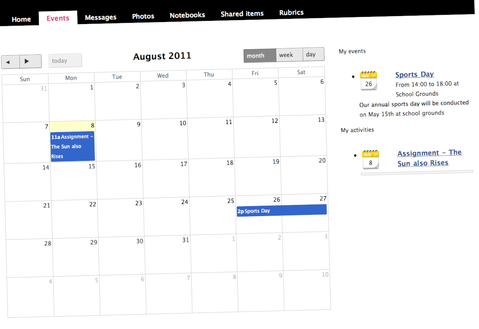 Home Events Messages Photos Notebooks Shared items Rubrics
today August 2011 month week day
Sun Mon Tue Wed Thu Fri Sat
31 1 2 3 4 5 6
7 8 9 10 11 12 13
11a Assignment –
The Sun also
Rises
14 15 16 17 18 19 20
21 22 23 24 25 26 27
2p Sports Day
28 29 30 31 1 2 3
4 5 6 7 8 9 10
My events
26
Sports Day
From 14:00 to 18:00 at
School Grounds
Our annual sports day will be conducted
on May 15th at school grounds
My activities
8
Assignment - The
Sun also Rises